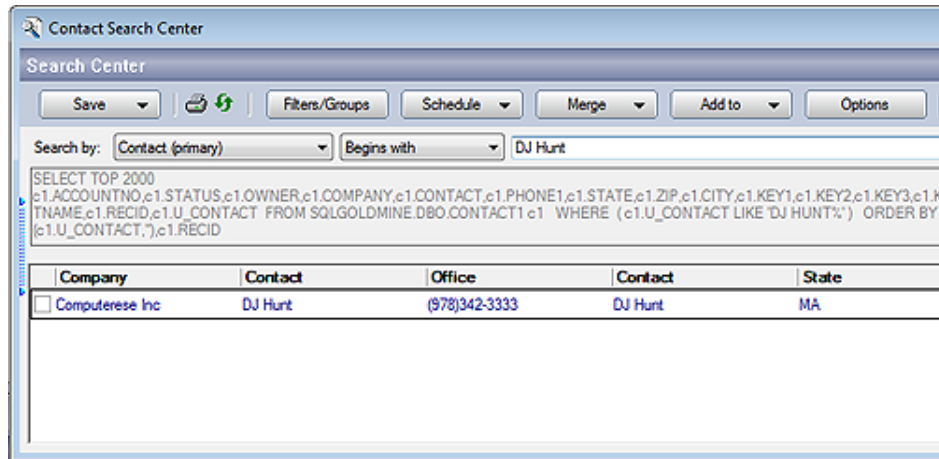 Contact Search Center
Search Center
Save Filters/Groups Schedule Merge Add to Options
Search by: Contact (primary) Begins with DJ Hunt
SELECT TOP 2000
c1.ACCOUNTNO,c1.STATUS,c1.OWNER,c1.COMPANY,c1.CONTACT,c1.PHONE1,c1.STATE,c1.ZIP,c1.CITY,c1.KEY1,c1.KEY2,c1.KEY3,c1.K
TNAME,c1.RECID,c1.U_CONTACT FROM SQLGOLDMINE.DBO.CONTACT1 c1 WHERE ( c1.U_CONTACT LIKE 'DJ HUNT%' ) ORDER BY
(c1.U_CONTACT,''),c1.RECID
Company Contact Office Contact State
Computerese Inc DJ Hunt (978)342-3333 DJ Hunt MA